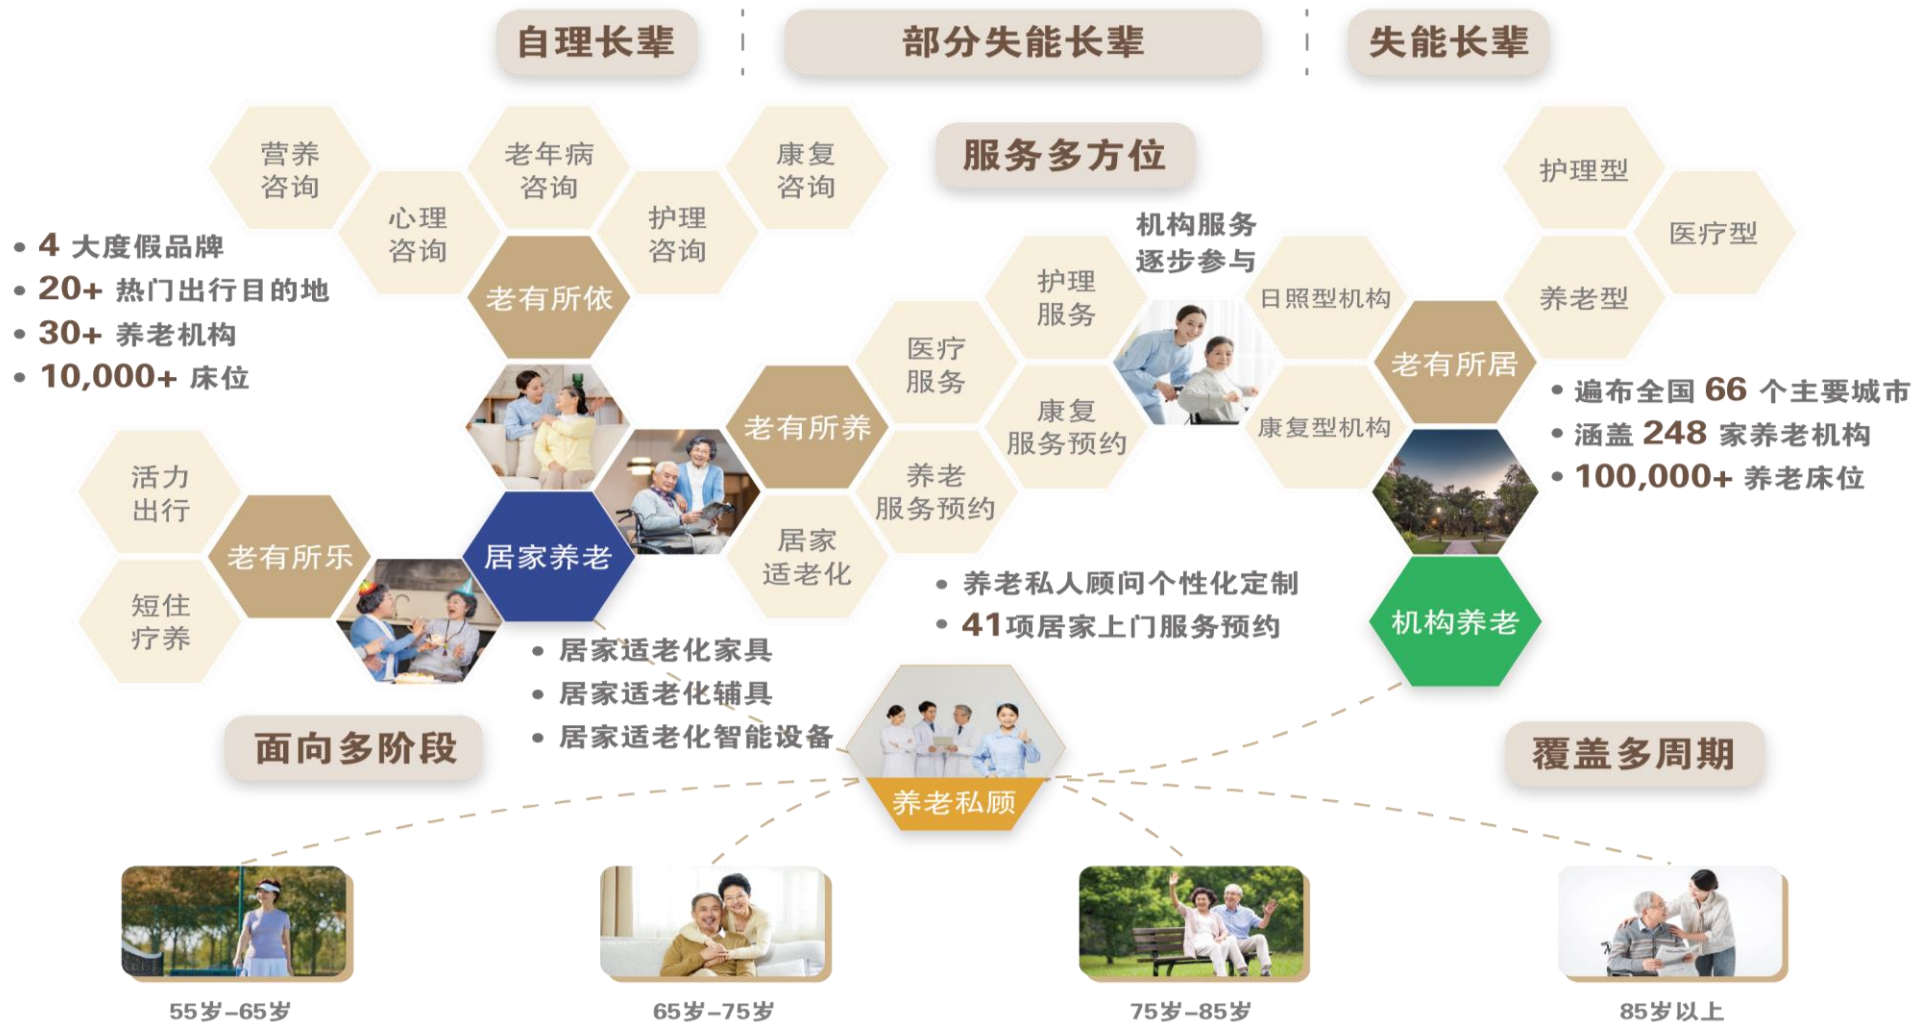 自理长辈
部分失能长辈
失能长辈
服务多方位
营养
咨询
心理
咨询
老年病
咨询
护理
咨询
康复
咨询
老有所依
• 4 大度假品牌
• 20+ 热门出行目的地
• 30+ 养老机构
• 10,000+ 床位
活力
出行
短住
疗养
老有所乐
居家养老
老有所养
医疗
服务
护理
服务
康复
服务预约
养老
服务预约
居家
适老化
机构服务
逐步参与
日照型机构
康复型机构
老有所居
护理型
医疗型
养老型
• 遍布全国 66 个主要城市
• 涵盖 248 家养老机构
• 100,000+ 养老床位
机构养老
• 养老私人顾问个性化定制
• 41项居家上门服务预约
• 居家适老化家具
• 居家适老化辅具
• 居家适老化智能设备
面向多阶段
养老私顾
覆盖多周期
55岁–65岁
65岁–75岁
75岁–85岁
85岁以上